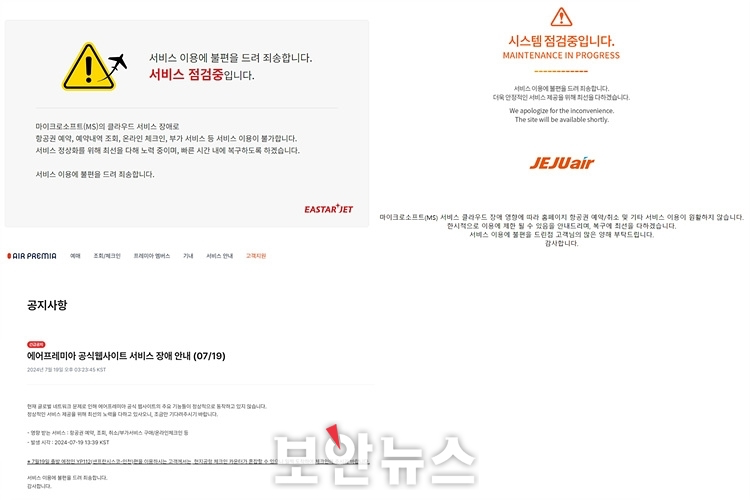 서비스 이용에 불편을 드려 죄송합니다.
서비스 점검중입니다.
마이크로소프트(MS)의 클라우드 서비스 장애로
항공권 예약, 예약내역 조회, 온라인 체크인, 부가 서비스 등 서비스 이용이 불가합니다.
서비스 정상화를 위해 최선을 다해 노력 중이며, 빠른 시간 내에 복구하도록 하겠습니다.
서비스 이용에 불편을 드려 죄송합니다.
EASTAR JET
시스템 점검중입니다.
MAINTENANCE IN PROGRESS
서비스 이용에 불편을 드려 죄송합니다.
더욱 안정적인 서비스 제공을 위해 최선을 다하겠습니다.
We apologize for the inconvenience.
The site will be available shortly.
JEJUair
마이크로소프트(MS) 서비스 클라우드 장애 영향에 따라 홈페이지 항공권 예약/취소 및 기타 서비스 이용이 원활하지 않습니다.
한시적으로 이용에 제한 될 수 있음을 안내드리며, 복구에 최선을 다하겠습니다.
서비스 이용에 불편을 드린점 고객님의 많은 양해 부탁드립니다.
감사합니다.
AIR PREMIA 예매 조회/체크인 프레미아 멤버스 기내 서비스 안내 고객지원
공지사항
긴급공지
에어프레미아 공식웹사이트 서비스 장애 안내 (07/19)
2024년 7월 19일 오후 03:23:45 KST
현재 글로벌 네트워크 문제로 인해 에어프레미아 공식 웹사이트의 주요 기능들이 정상적으로 동작하고 있지 않습니다.
정상적인 서비스 제공을 위해 최선의 노력을 다하고 있사오니, 조금만 기다려주시기 바랍니다.
- 영향 받는 서비스 : 항공권 예약, 조회, 취소/부가서비스 구매/온라인체크인 등
- 발생 시각 : 2024-07-19 13:39 KST
※ 7월19일 출발 예정인 YP112(샌프란시스코-인천)편을 이용하시는 고객께서는, 현지공항 체크인 카운터가 혼잡할 수 있으
서비스 이용에 불편을 드려 죄송합니다.
감사합니다.
보안뉴스